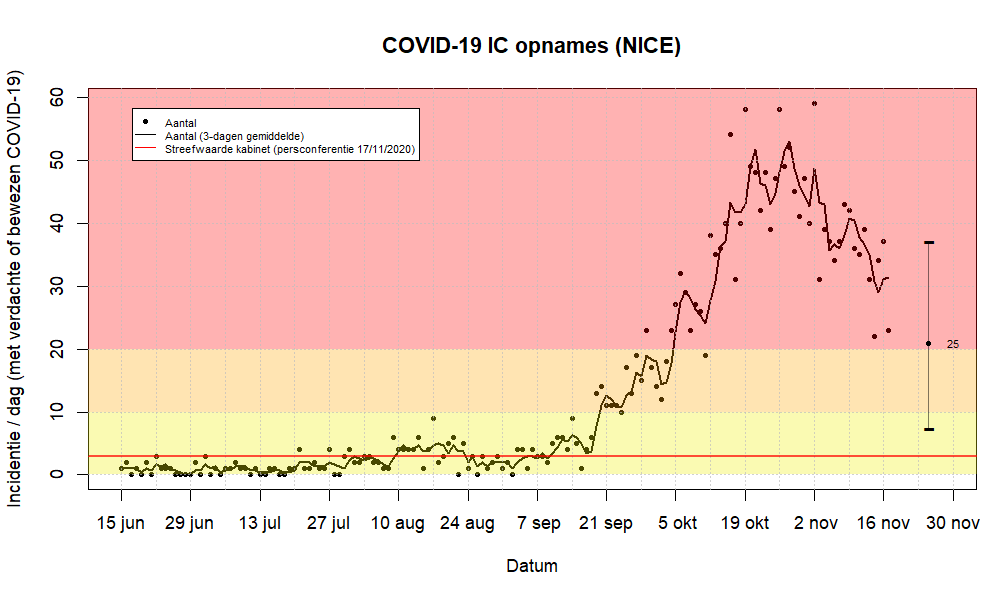 COVID-19 IC opnames (NICE)
Incidentie / dag (met verdachte of bewezen COVID-19)
60
50
40
30
20
10
0
Aantal
Aantal (3-dagen gemiddelde)
Streefwaarde kabinet (persconferentie 17/11/2020)
25
15 jun 29 jun 13 jul 27 jul 10 aug 24 aug 7 sep 21 sep 5 okt 19 okt 2 nov 16 nov 30 nov
Datum